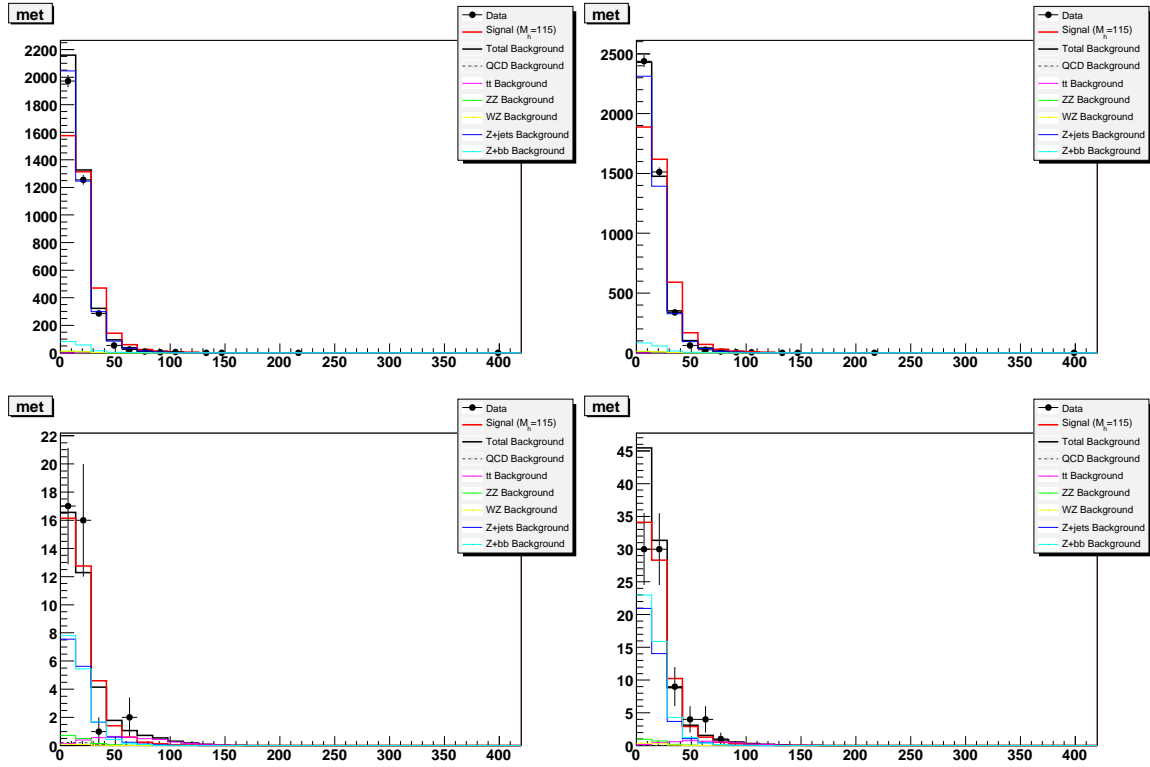 met
Data
Signal (M_h=115)
Total Background
QCD Background
tt Background
ZZ Background
WZ Background
Z+jets Background
Z+bb Background
2200
2000
1800
1600
1400
1200
1000
800
600
400
200
0
0 50 100 150 200 250 300 350 400
met
Data
Signal (M_h=115)
Total Background
QCD Background
tt Background
ZZ Background
WZ Background
Z+jets Background
Z+bb Background
2500
2000
1500
1000
500
0
0 50 100 150 200 250 300 350 400
met
Data
Signal (M_h=115)
Total Background
QCD Background
tt Background
ZZ Background
WZ Background
Z+jets Background
Z+bb Background
22
20
18
16
14
12
10
8
6
4
2
0
0 50 100 150 200 250 300 350 400
met
Data
Signal (M_h=115)
Total Background
QCD Background
tt Background
ZZ Background
WZ Background
Z+jets Background
Z+bb Background
45
40
35
30
25
20
15
10
5
0
0 50 100 150 200 250 300 350 400